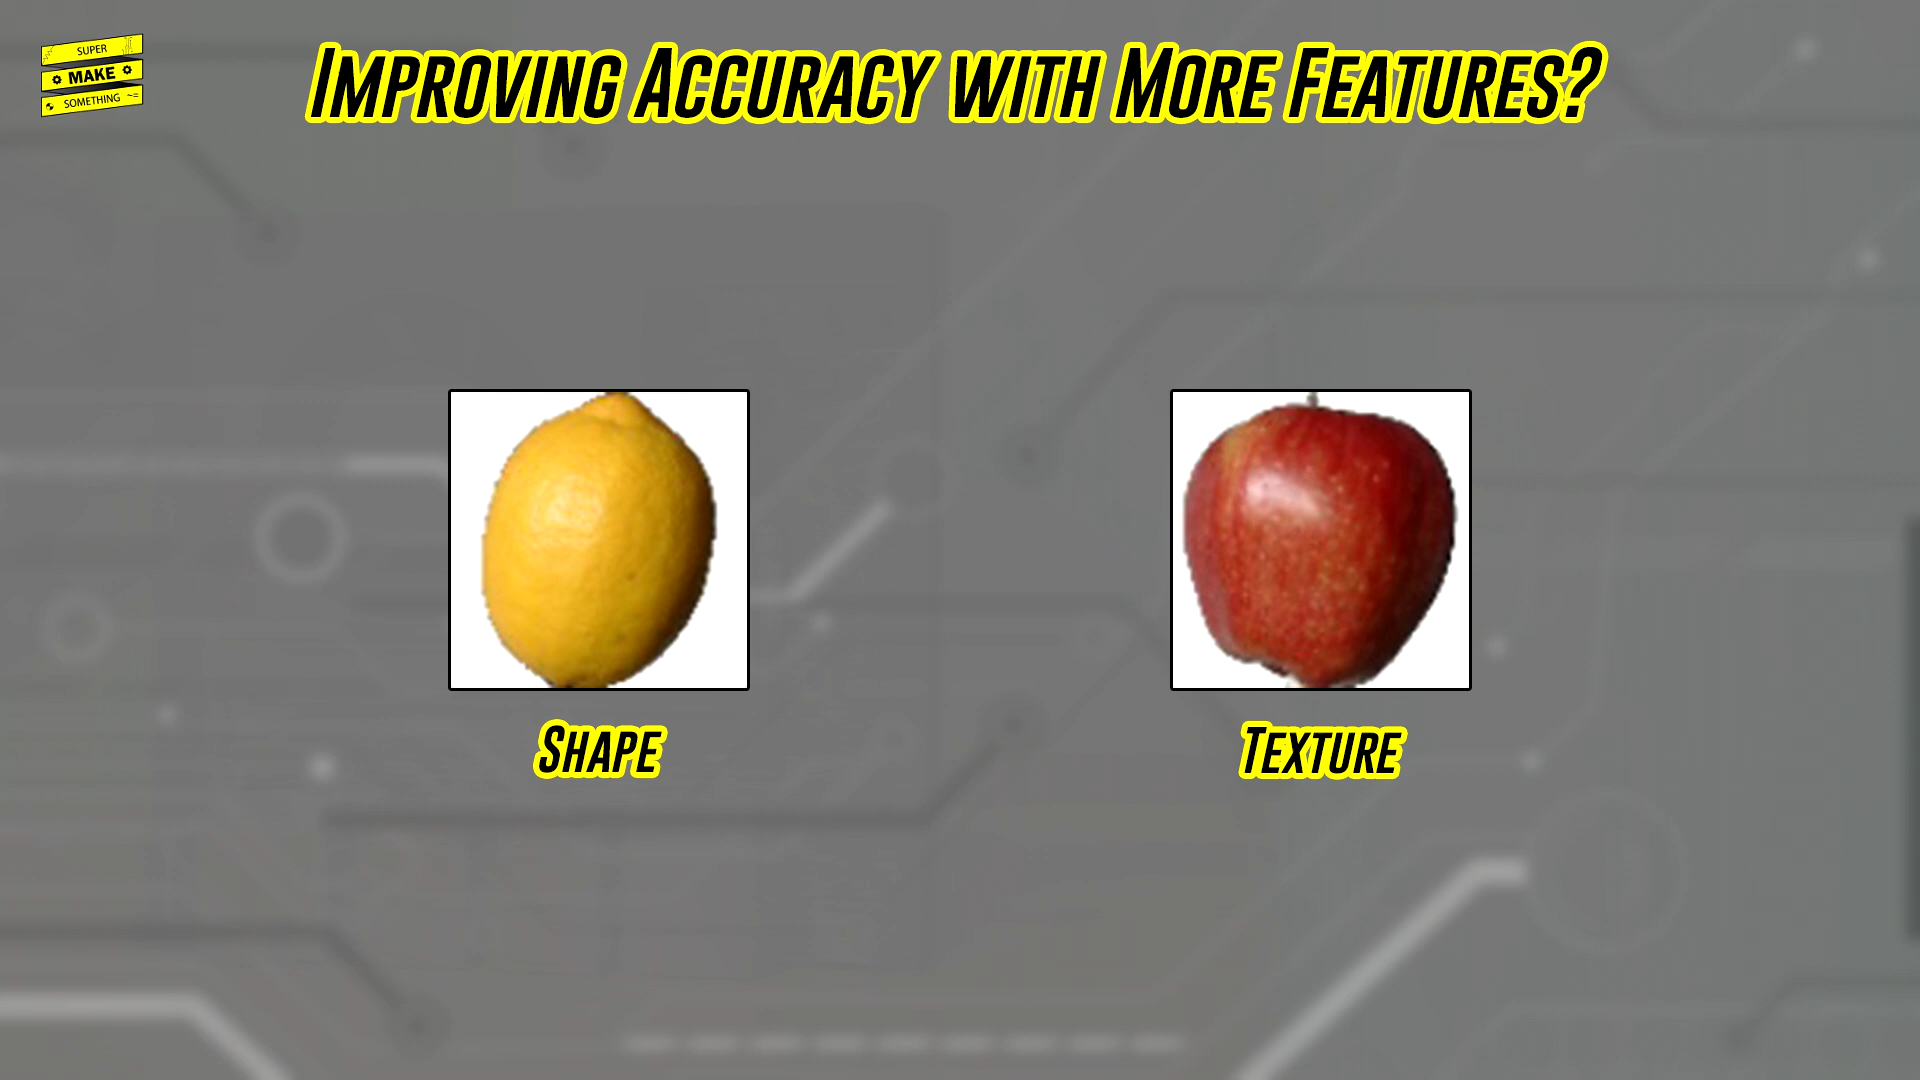 SUPER
MAKE
SOMETHING
IMPROVING ACCURACY WITH MORE FEATURES?
SHAPE
TEXTURE